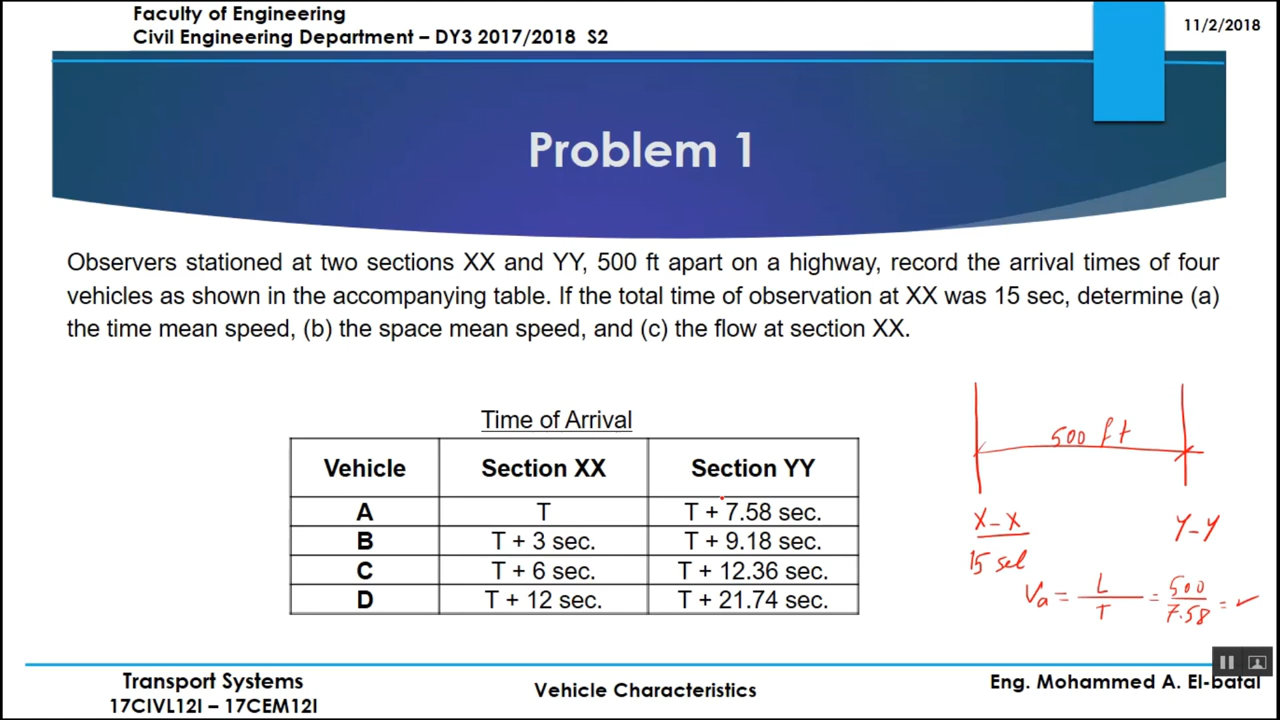 Faculty of Engineering
Civil Engineering Department – DY3 2017/2018 S2
11/2/2018
Problem 1
Observers stationed at two sections XX and YY, 500 ft apart on a highway, record the arrival times of four
vehicles as shown in the accompanying table. If the total time of observation at XX was 15 sec, determine (a)
the time mean speed, (b) the space mean speed, and (c) the flow at section XX.
Time of Arrival
Vehicle Section XX Section YY
A T T + 7.58 sec.
B T + 3 sec. T + 9.18 sec.
C T + 6 sec. T + 12.36 sec.
D T + 12 sec. T + 21.74 sec.
500 ft
X-X Y-Y
15 sec
Va = L/T = 500/7.58 = ✓
Transport Systems
17CIVL12I – 17CEM12I
Vehicle Characteristics
Eng. Mohammed A. El-batal